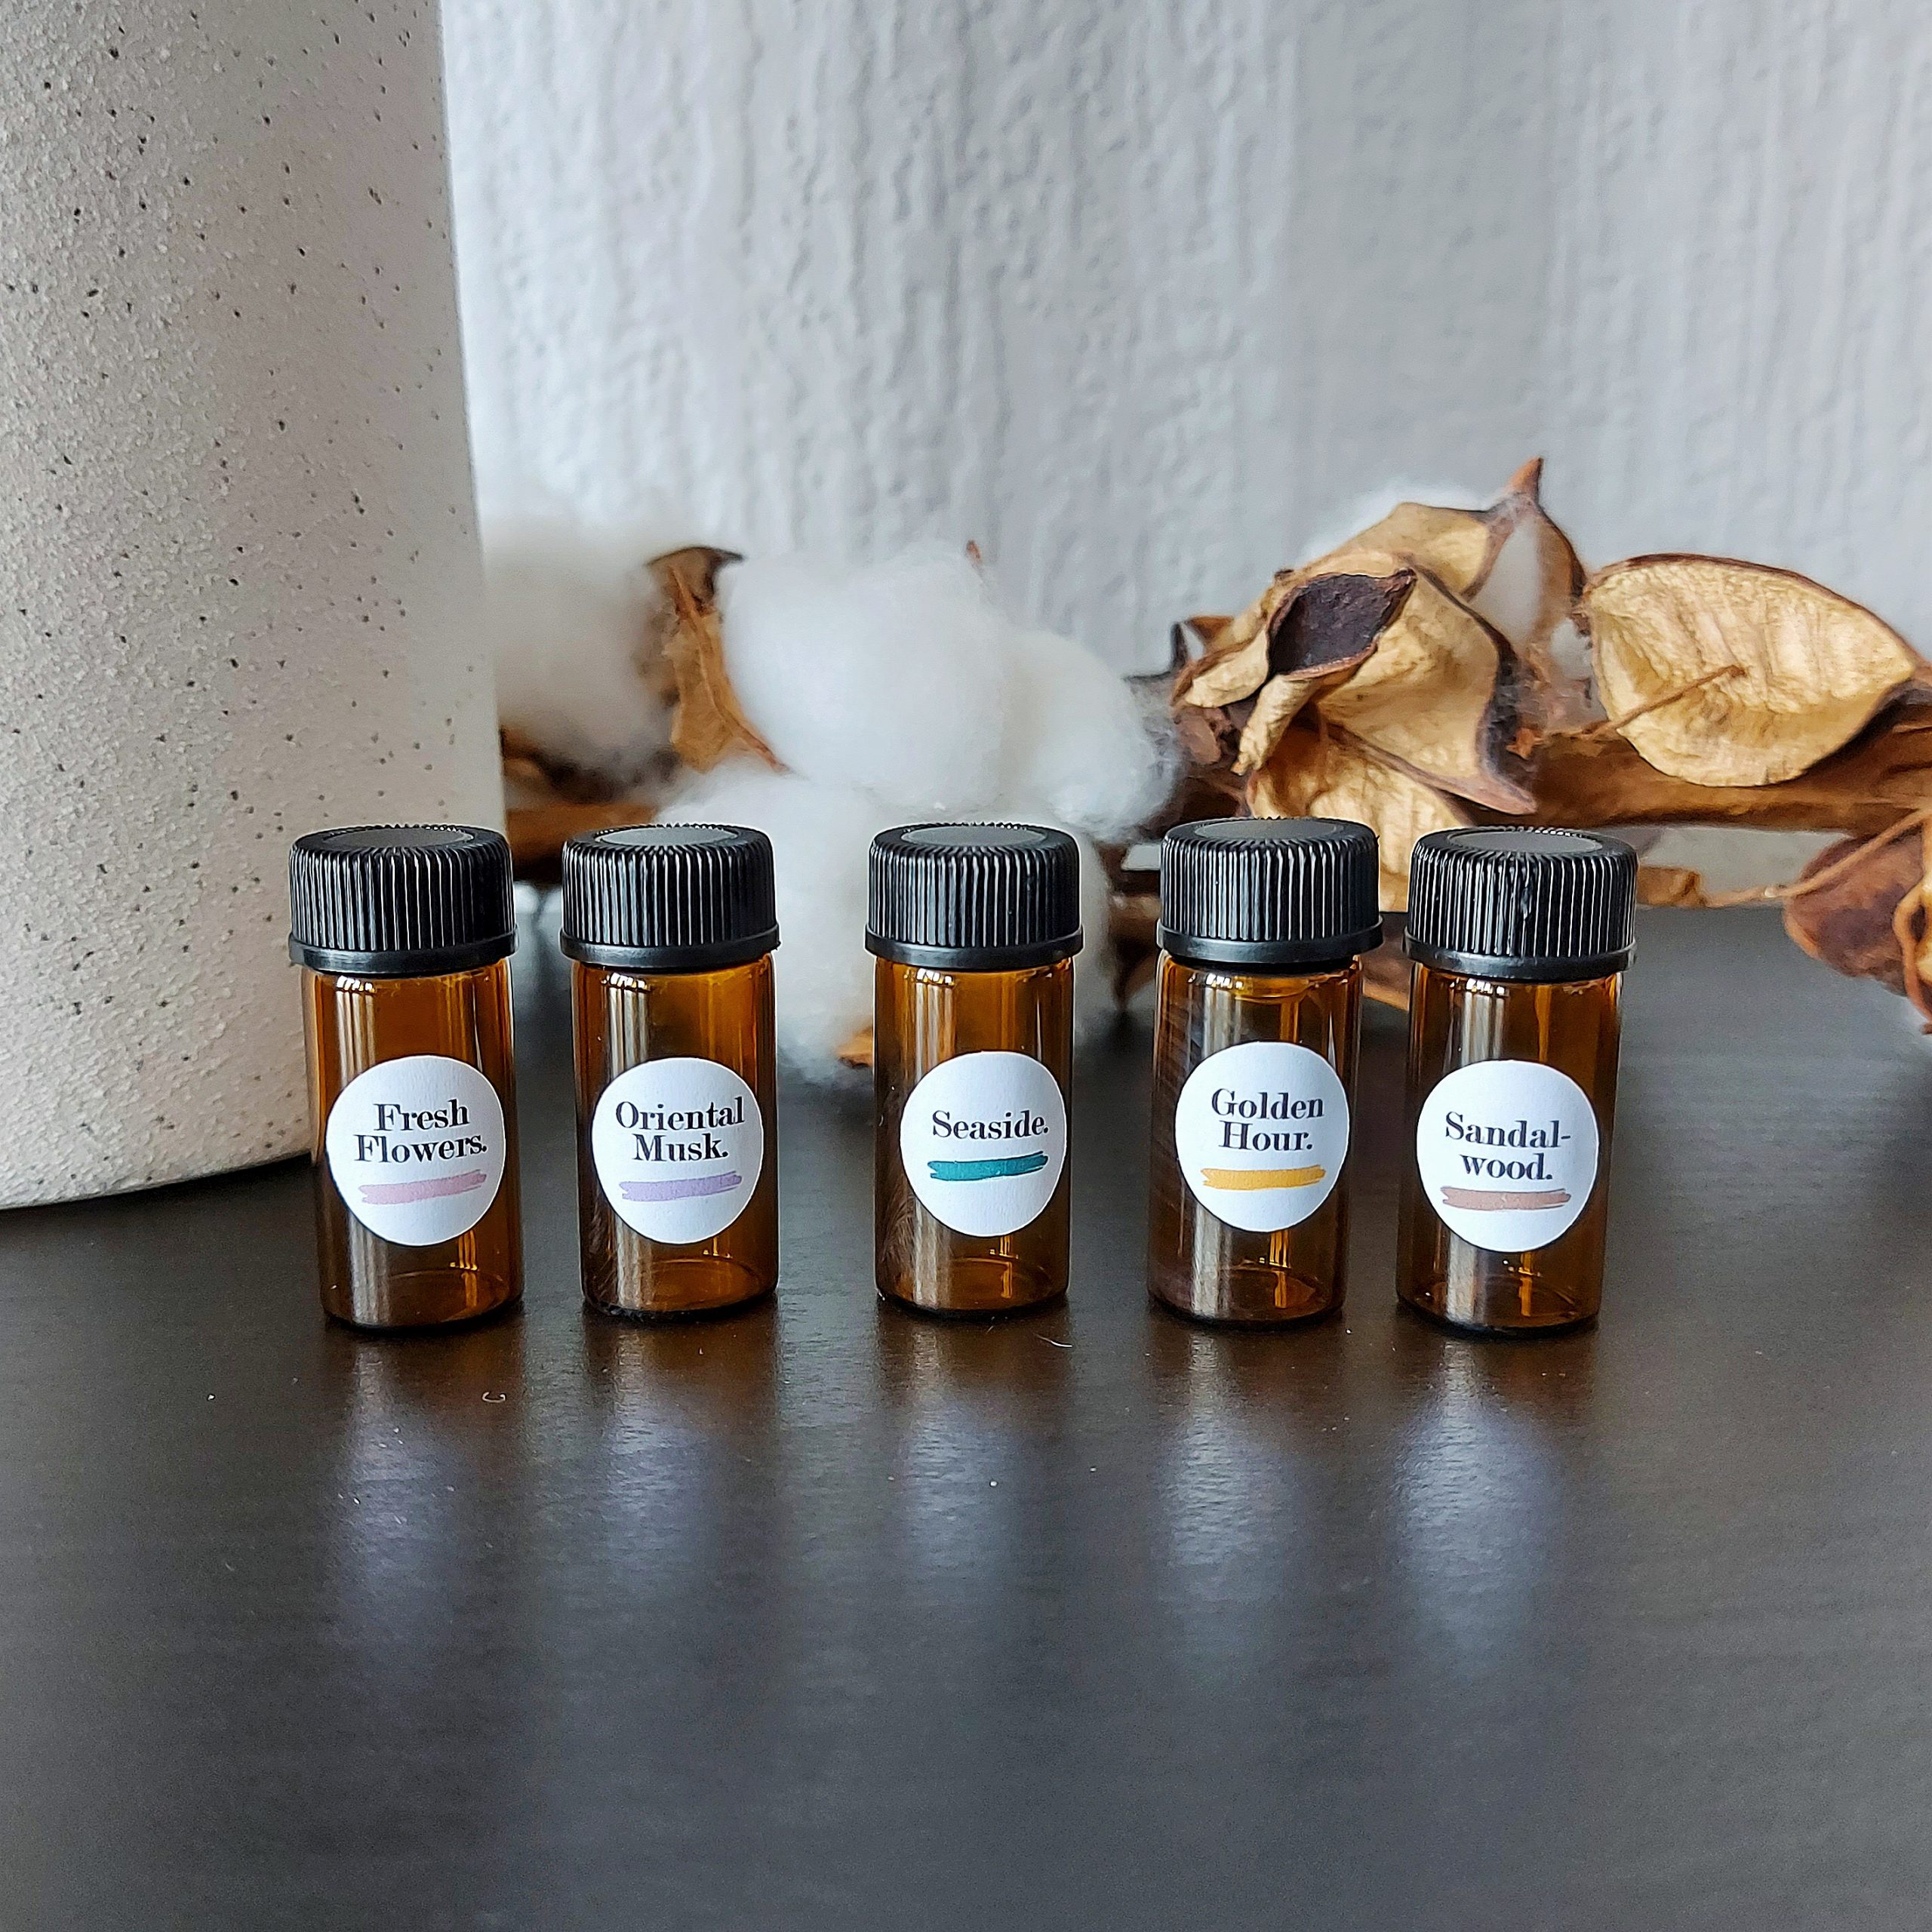 Fresh
Flowers.
Oriental
Musk.
Seaside.
Golden
Hour.
Sandal-
wood.